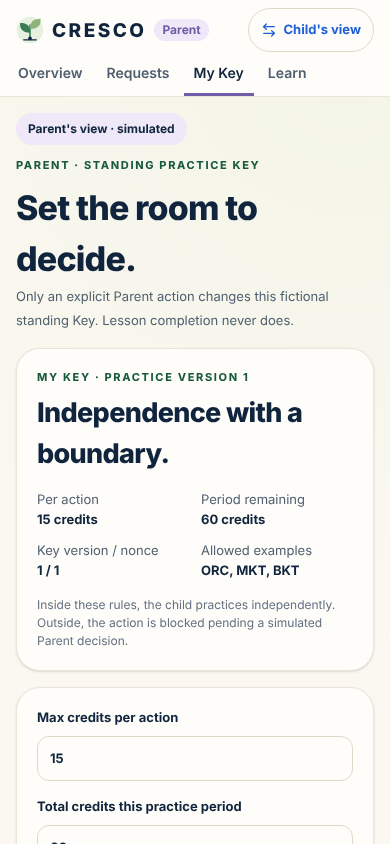 CRESCO Parent Child's view
Overview Requests My Key Learn
Parent's view · simulated
PARENT · STANDING PRACTICE KEY
Set the room to
decide.
Only an explicit Parent action changes this fictional
standing Key. Lesson completion never does.
MY KEY · PRACTICE VERSION 1
Independence with a
boundary.
Per action Period remaining
15 credits 60 credits
Key version / nonce Allowed examples
1 / 1 ORC, MKT, BKT
Inside these rules, the child practices independently.
Outside, the action is blocked pending a simulated
Parent decision.
Max credits per action
15
Total credits this practice period